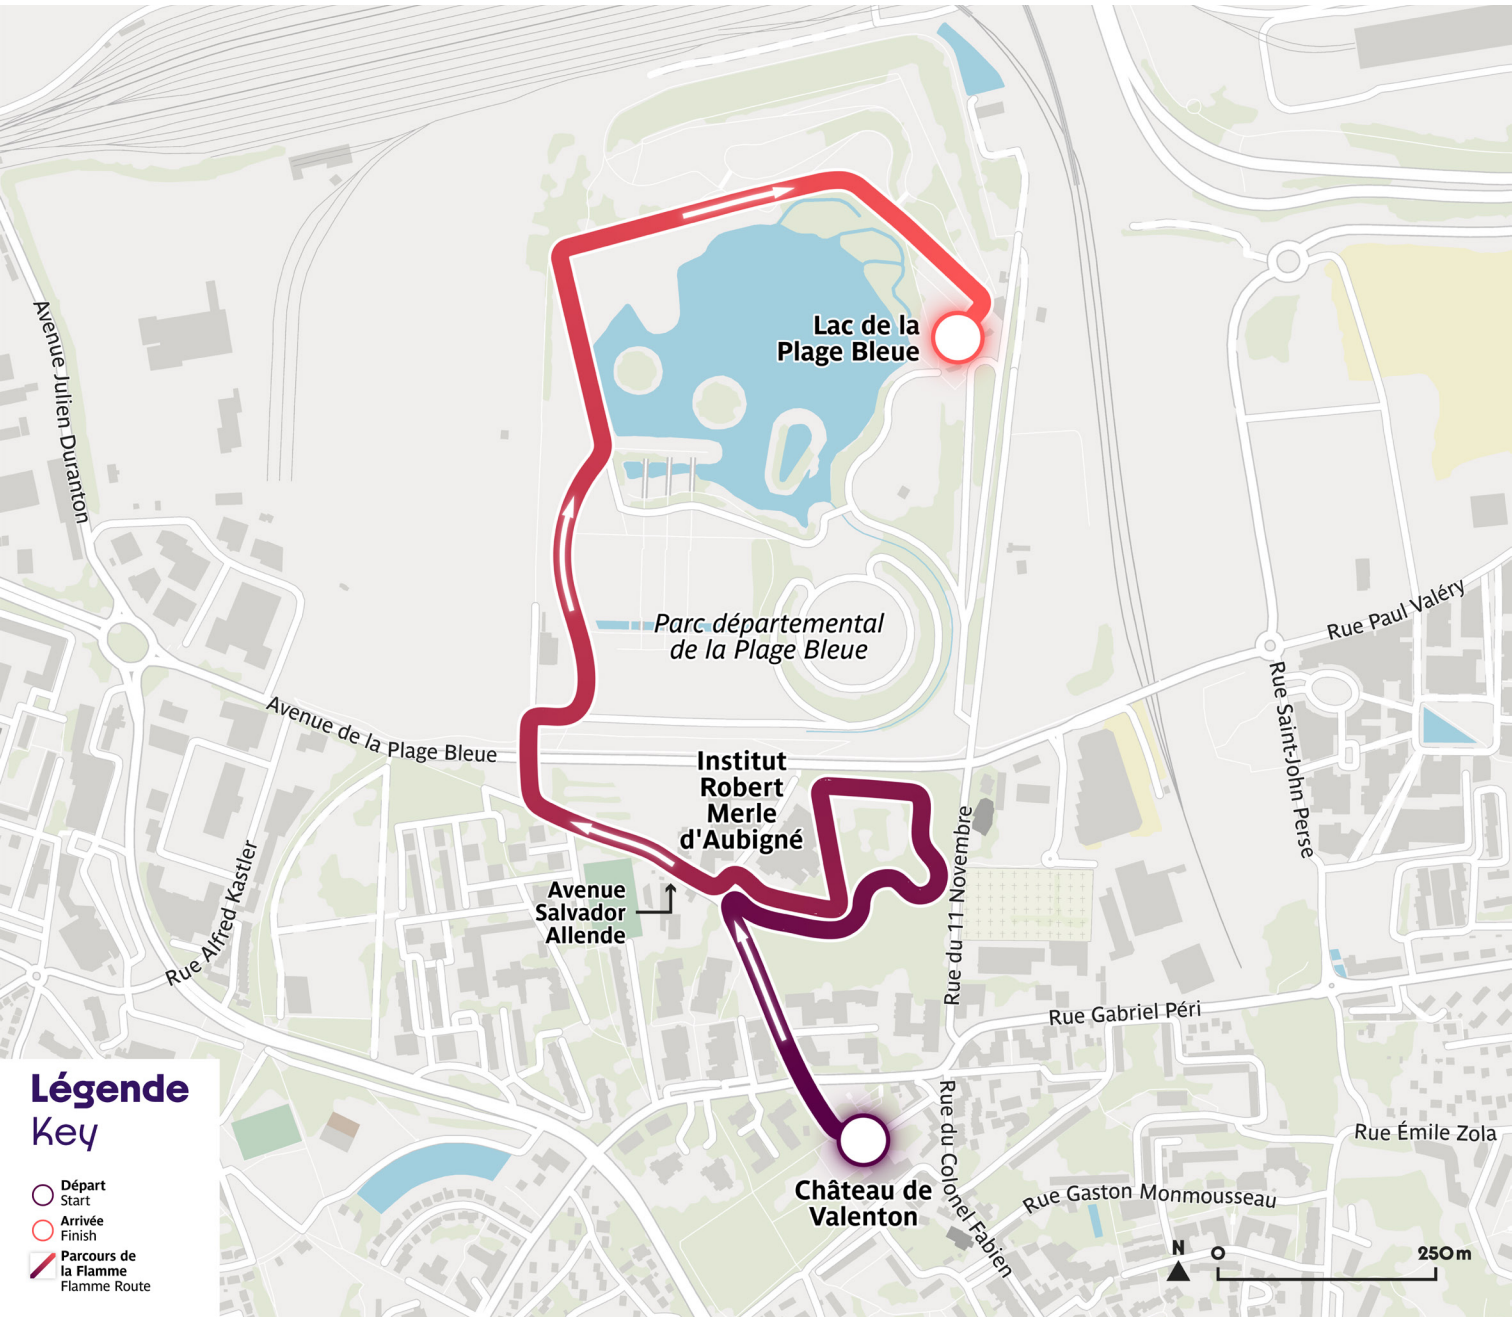 Avenue Julien Duranton
Lac de la
Plage Bleue
Parc départemental
de la Plage Bleue
Rue Paul Valéry
Rue Saint-John Perse
Avenue de la Plage Bleue
Institut
Robert
Merle
d'Aubigné
Rue Alfred Kastler
Avenue
Salvador
Allende
Rue du 11 Novembre
Rue Gabriel Péri
Rue du Colonel Fabien
Rue Émile Zola
Château de
Valenton
Rue Gaston Monmousseau
Légende
Key
Départ
Start
Arrivée
Finish
Parcours de
la Flamme
Flamme Route
N
0
250m